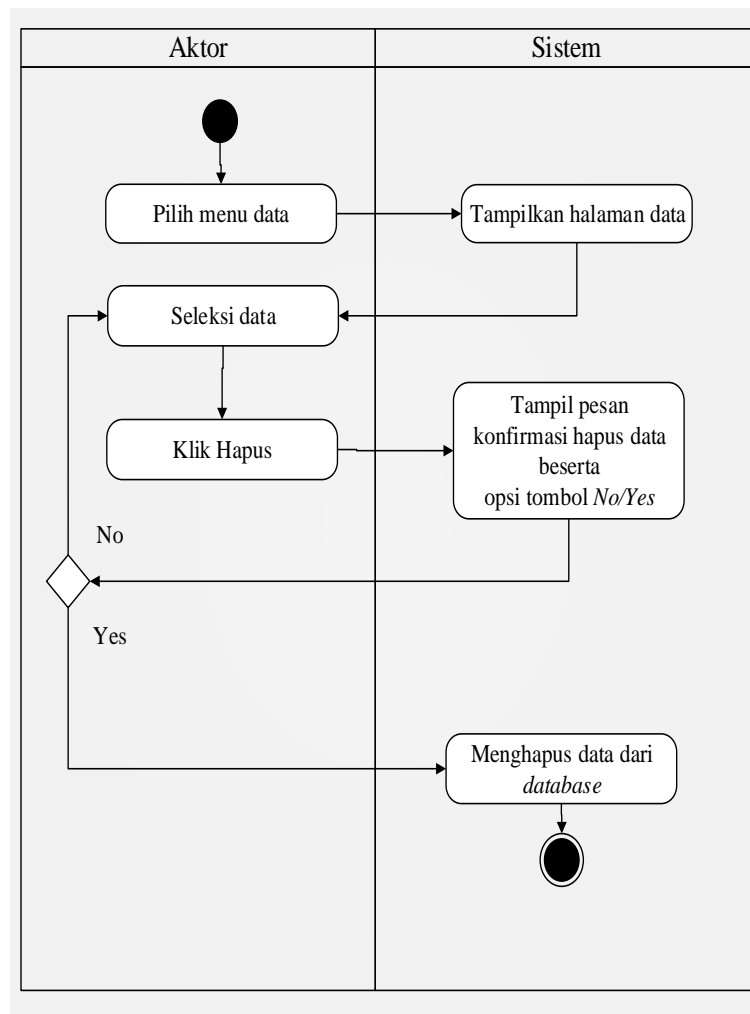 Aktor
Sistem
Pilih menu data
Tampilkan halaman data
Seleksi data
Klik Hapus
Tampil pesan
konfirmasi hapus data
beserta
opsi tombol No/Yes
No
Yes
Menghapus data dari
database